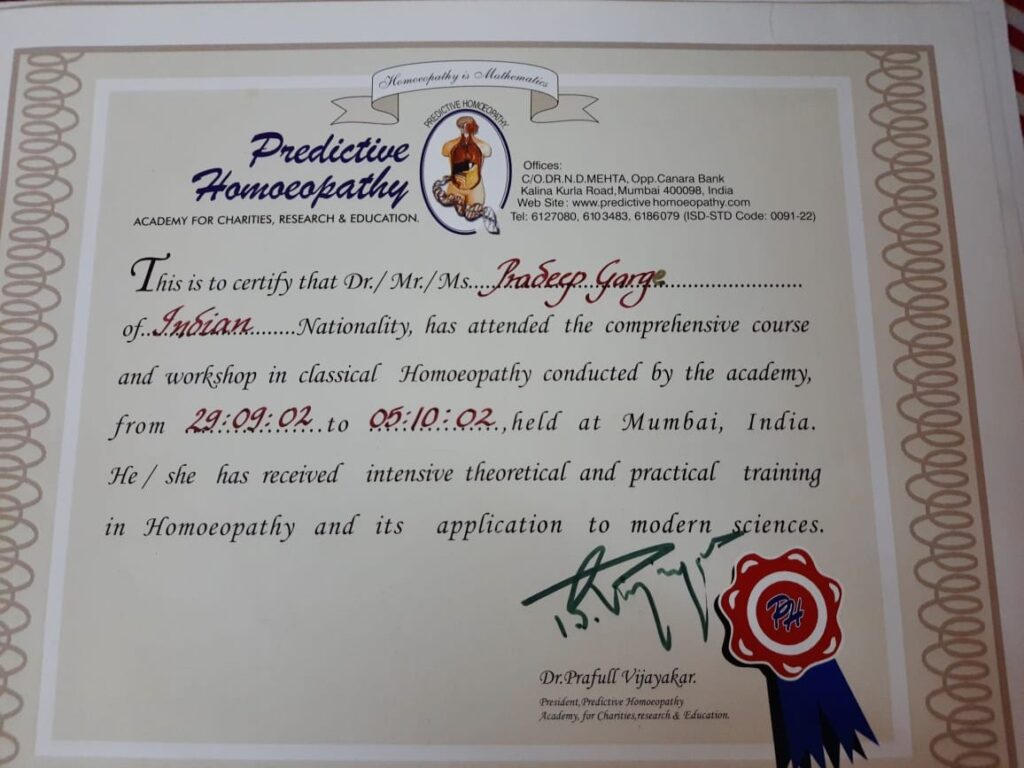 Homoeopathy is Mathematics
PREDICTIVE HOMOEOPATHY
Predictive
Homoeopathy
ACADEMY FOR CHARITIES, RESEARCH & EDUCATION.
Offices:
C/O.DR.N.D.MEHTA, Opp.Canara Bank
Kalina Kurla Road,Mumbai 400098, India
Web Site : www.predictivehomoeopathy.com
Tel: 6127080, 6103483, 6186079 (ISD-STD Code: 0091-22)
This is to certify that Dr./ Mr./Ms.....Pradeep Garge......................
of..Indian........Nationality, has attended the comprehensive course
and workshop in classical Homoeopathy conducted by the academy,
from 29:09:02..to 05:10:02.,held at Mumbai, India.
He / she has received intensive theoretical and practical training
in Homoeopathy and its application to modern sciences.
PH
Dr.Prafull Vijayakar.
President,Predictive Homoeopathy
Academy, for Charities,research & Education.